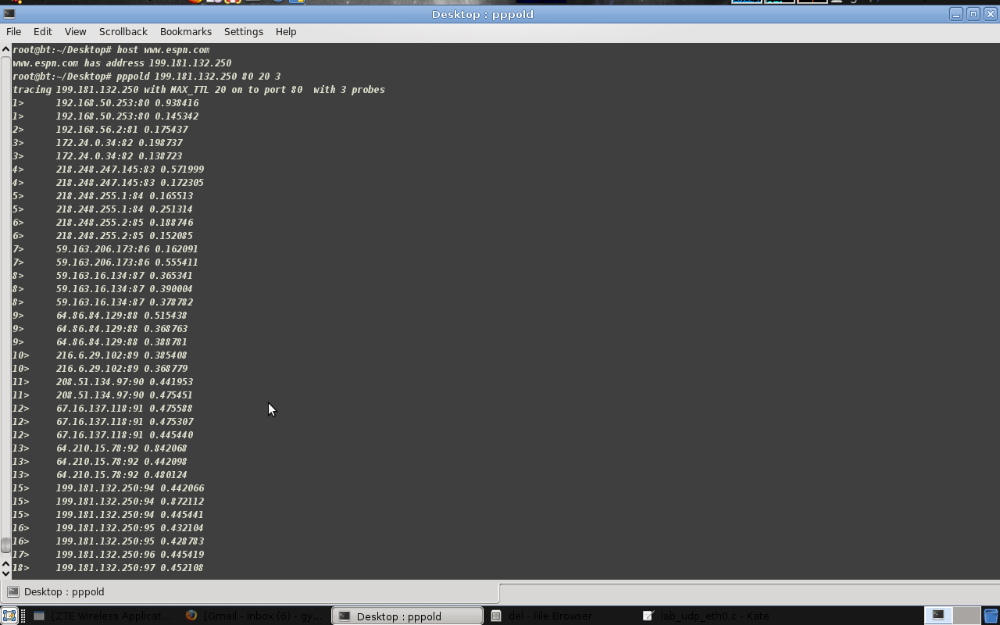 Desktop : pppold
File Edit View Scrollback Bookmarks Settings Help
root@bt:~/Desktop# host www.espn.com
www.espn.com has address 199.181.132.250
root@bt:~/Desktop# pppold 199.181.132.250 80 20 3
tracing 199.181.132.250 with MAX_TTL 20 on to port 80  with 3 probes
1> 192.168.50.253:80 0.938416
1> 192.168.50.253:80 0.145342
2> 192.168.56.2:81 0.175437
3> 172.24.0.34:82 0.198737
3> 172.24.0.34:82 0.138723
4> 218.248.247.145:83 0.571999
4> 218.248.247.145:83 0.172305
5> 218.248.255.1:84 0.165513
5> 218.248.255.1:84 0.251314
6> 218.248.255.2:85 0.188746
6> 218.248.255.2:85 0.152085
7> 59.163.206.173:86 0.162091
7> 59.163.206.173:86 0.555411
8> 59.163.16.134:87 0.365341
8> 59.163.16.134:87 0.390004
8> 59.163.16.134:87 0.378782
9> 64.86.84.129:88 0.515438
9> 64.86.84.129:88 0.368763
9> 64.86.84.129:88 0.388781
10> 216.6.29.102:89 0.385408
10> 216.6.29.102:89 0.368779
11> 208.51.134.97:90 0.441953
11> 208.51.134.97:90 0.475451
12> 67.16.137.118:91 0.475588
12> 67.16.137.118:91 0.475307
12> 67.16.137.118:91 0.445440
13> 64.210.15.78:92 0.842068
13> 64.210.15.78:92 0.442098
13> 64.210.15.78:92 0.480124
15> 199.181.132.250:94 0.442066
15> 199.181.132.250:94 0.872112
15> 199.181.132.250:94 0.445441
16> 199.181.132.250:95 0.432104
16> 199.181.132.250:95 0.428783
17> 199.181.132.250:96 0.445419
18> 199.181.132.250:97 0.452108
Desktop : pppold
[ZTE Wireless Applicat... [Gmail - Inbox (6) - gy... Desktop : pppold del - File Browser lab_udp_eth0.c - Kate